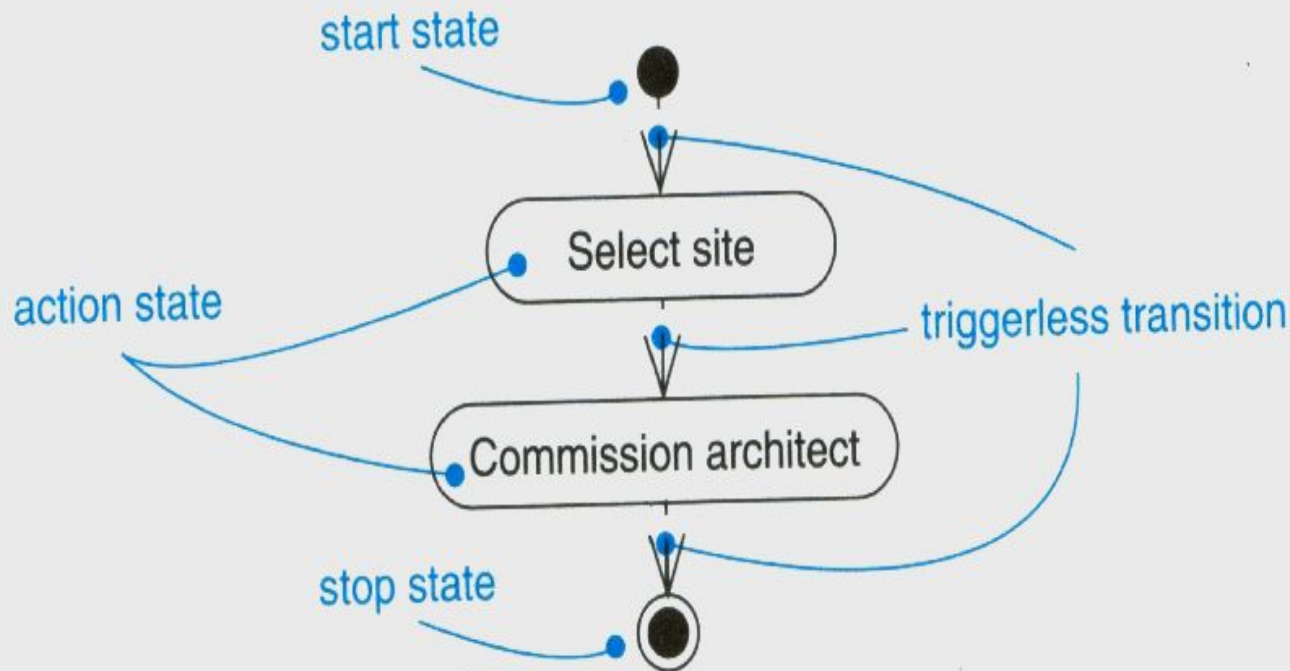 start state
Select site
action state
triggerless transition
Commission architect
stop state